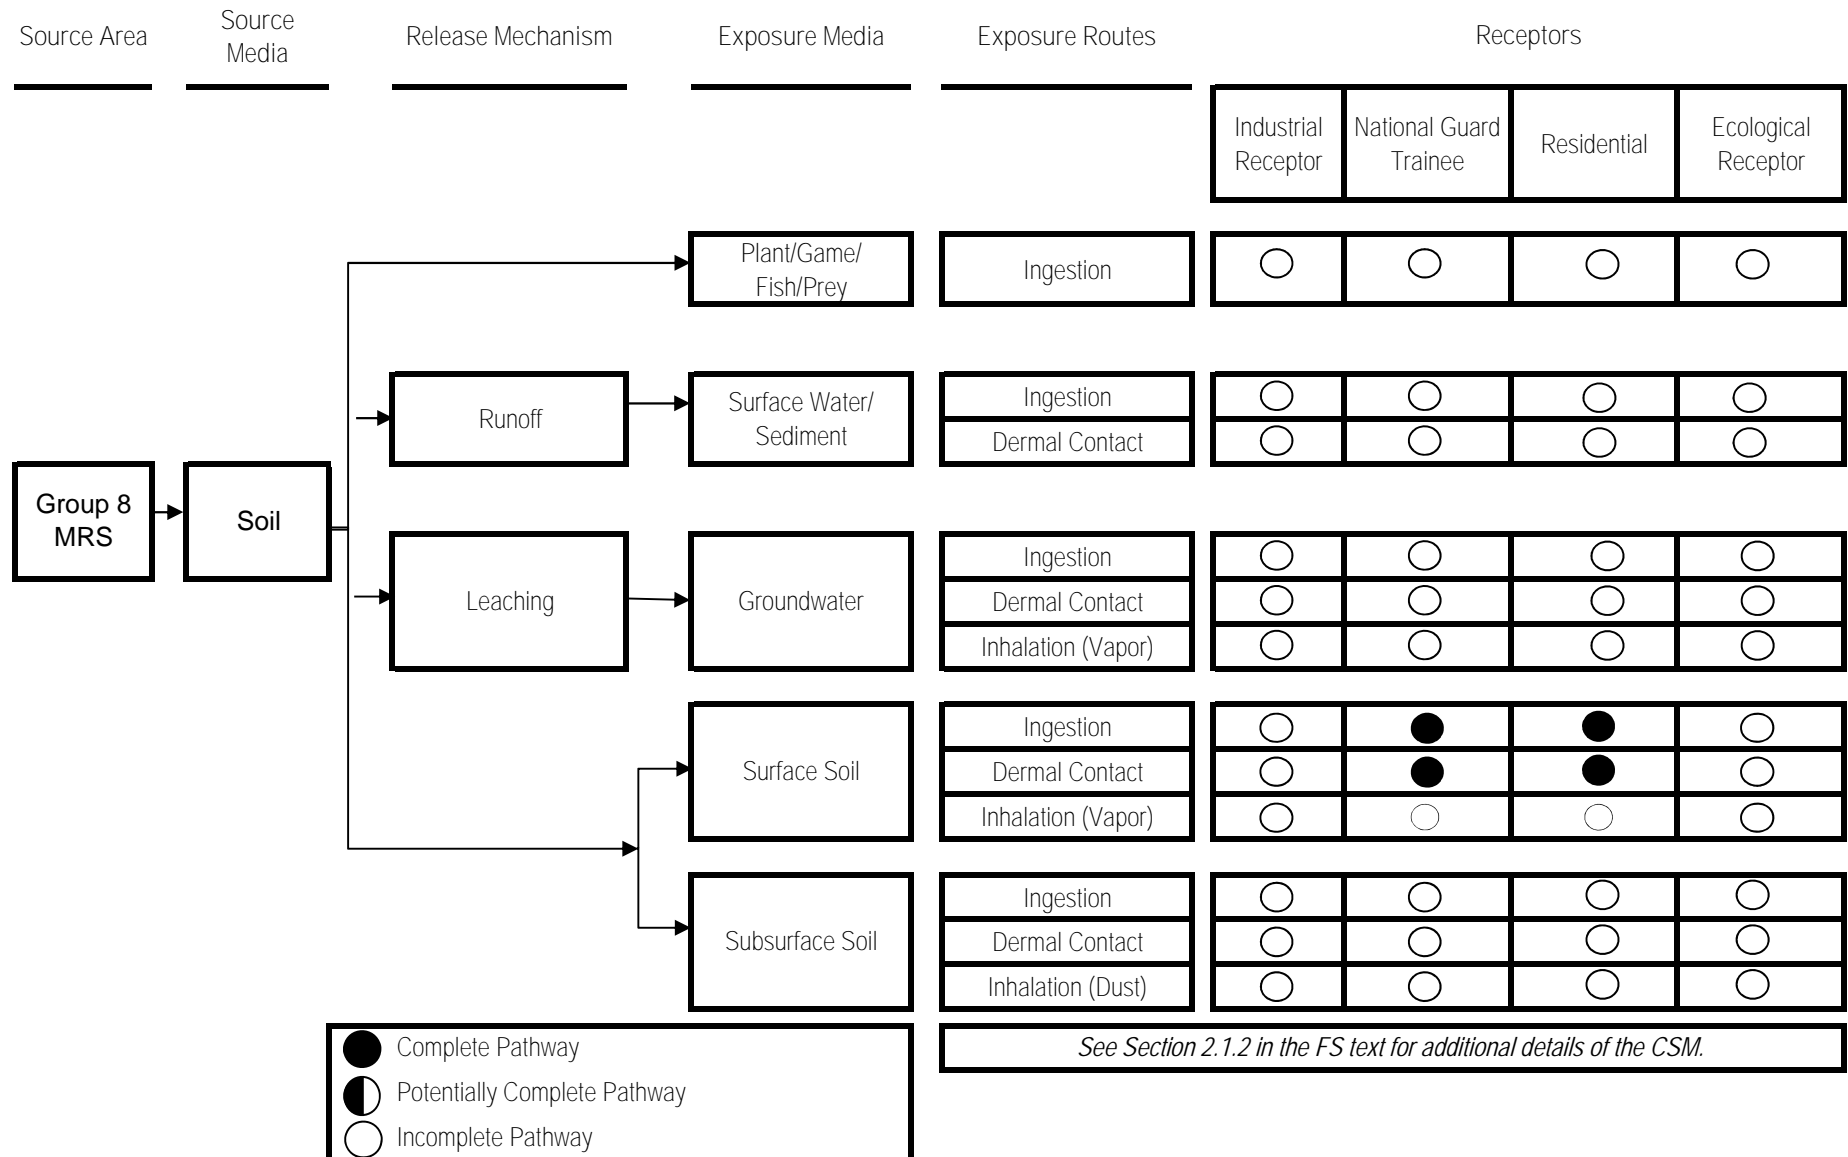 Source Area
Source
Media
Release Mechanism
Exposure Media
Exposure Routes
Receptors
Industrial
Receptor
National Guard
Trainee
Residential
Ecological
Receptor
Plant/Game/
Fish/Prey
Ingestion
Runoff
Surface Water/
Sediment
Ingestion
Dermal Contact
Group 8
MRS
Soil
Leaching
Groundwater
Ingestion
Dermal Contact
Inhalation (Vapor)
Surface Soil
Ingestion
Dermal Contact
Inhalation (Vapor)
Subsurface Soil
Ingestion
Dermal Contact
Inhalation (Dust)
Complete Pathway
Potentially Complete Pathway
Incomplete Pathway
See Section 2.1.2 in the FS text for additional details of the CSM.